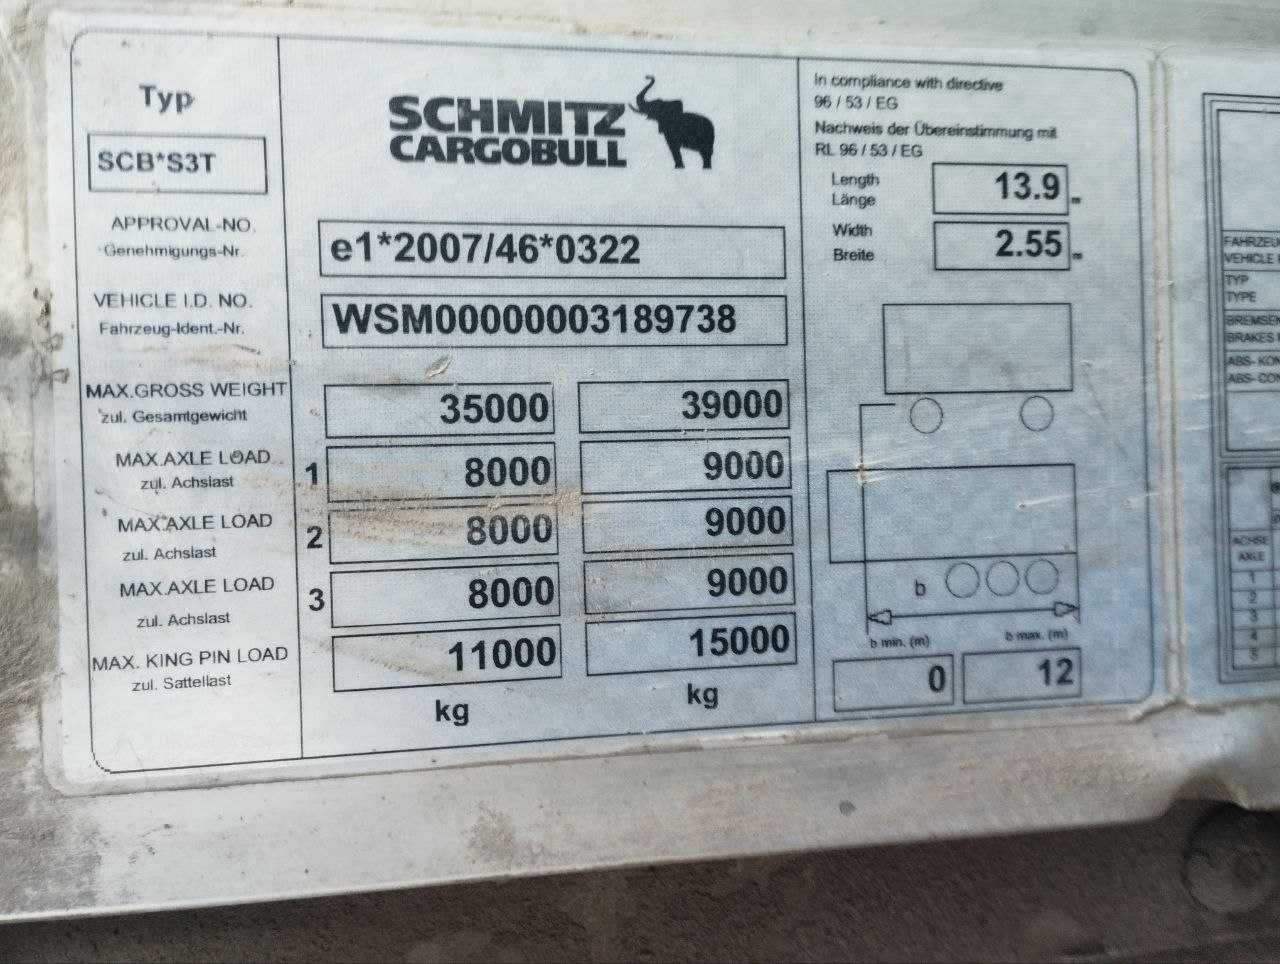 Typ
SCB*S3T
SCHMITZ
CARGOBULL
APPROVAL-NO.
Genehmigungs-Nr.
e1*2007/46*0322
VEHICLE I.D. NO.
Fahrzeug-Ident.-Nr.
WSM00000003189738
MAX.GROSS WEIGHT
zul. Gesamtgewicht
35000 39000
MAX.AXLE LOAD
zul. Achslast
1 8000 9000
MAX.AXLE LOAD
zul. Achslast
2 8000 9000
MAX.AXLE LOAD
zul. Achslast
3 8000 9000
MAX. KING PIN LOAD
zul. Sattellast
11000 15000
kg kg
In compliance with directive
96 / 53 / EG
Nachweis der Übereinstimmung mit
RL 96 / 53 / EG
Length
Länge
13.9 m
Width
Breite
2.55 m
b
b min. (m) b max. (m)
0 12
VEHICLE
TYP
TYPE
BRAKES
ACHSE
AXLE
1
2
3
4
5